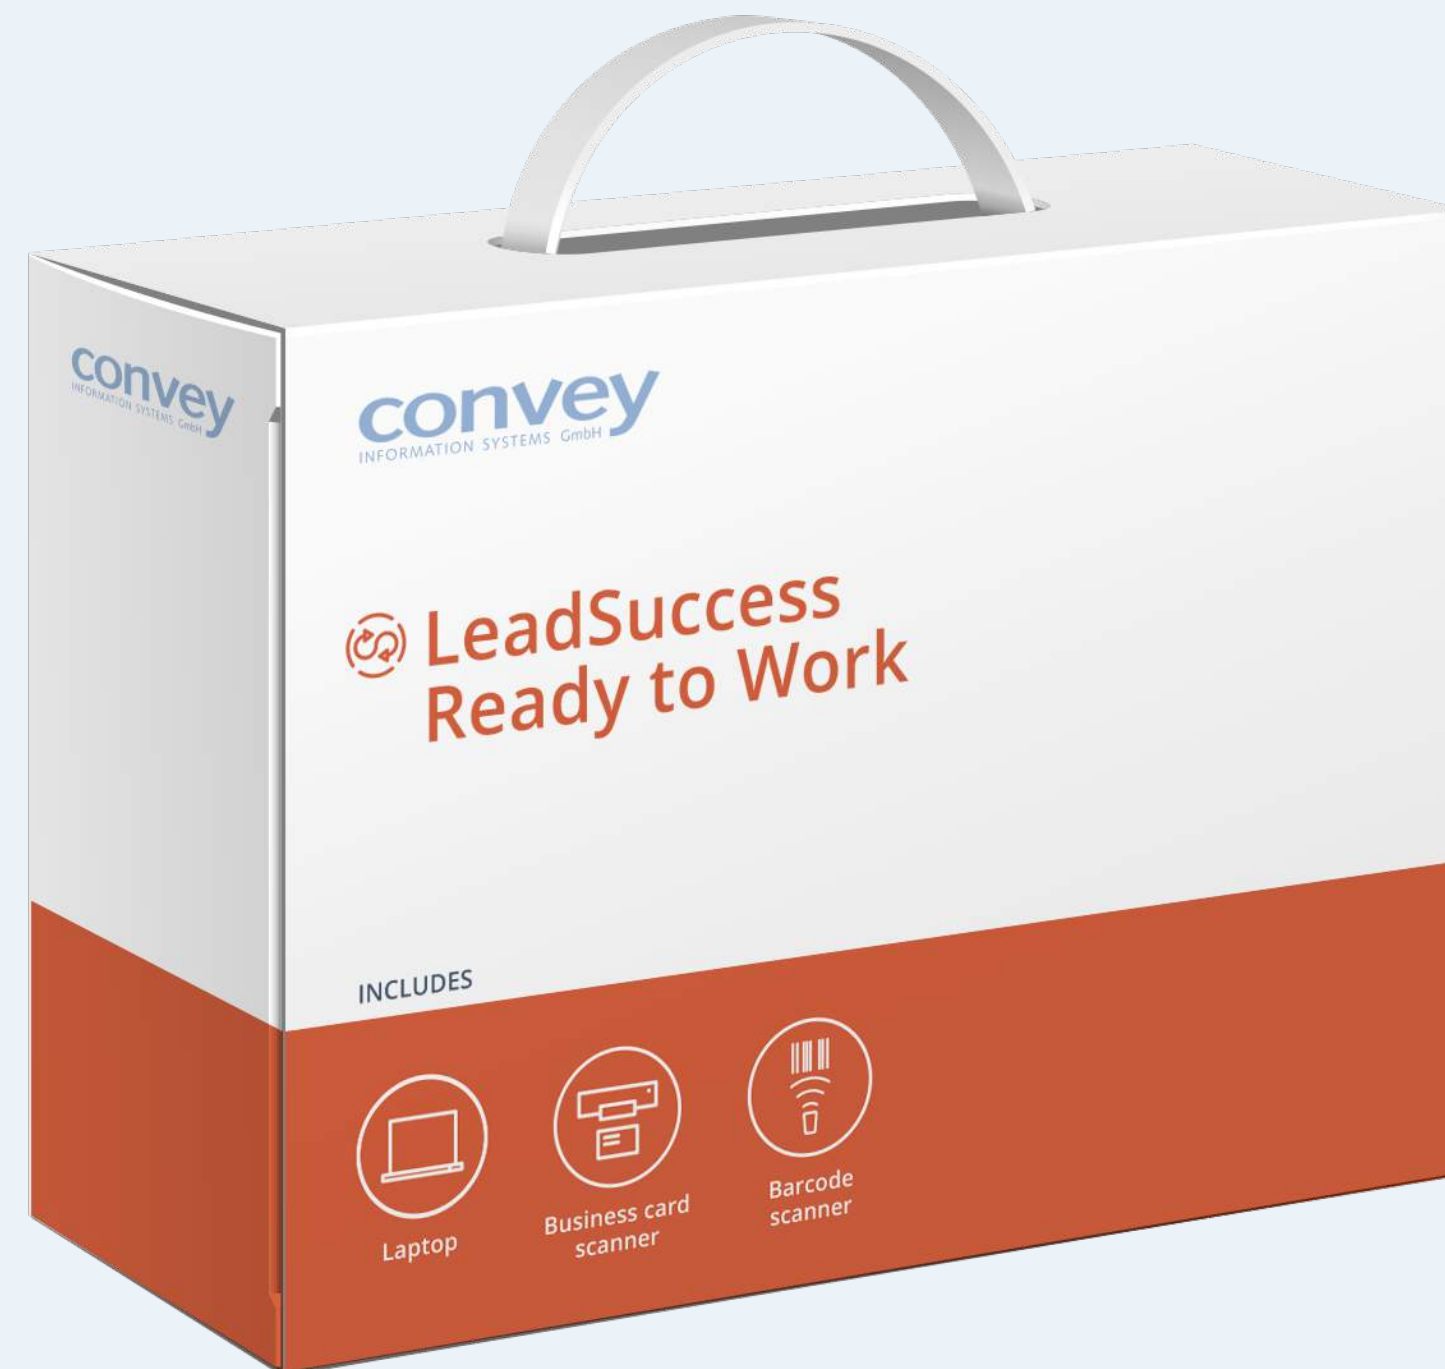 convey
INFORMATION SYSTEMS GmbH
convey
INFORMATION SYSTEMS GmbH
LeadSuccess
Ready to Work
INCLUDES
Laptop
Business card
scanner
Barcode
scanner